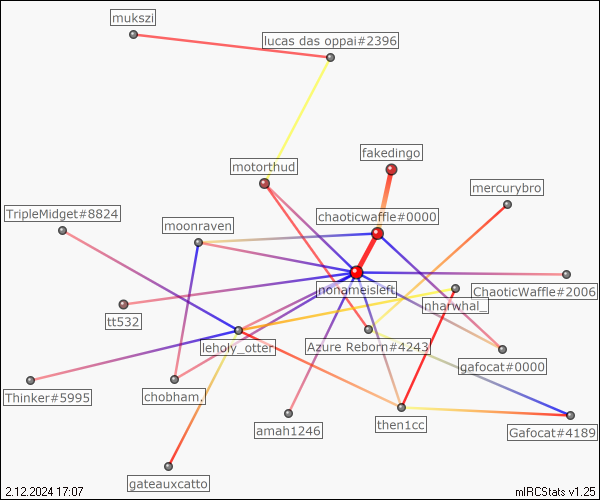 mukszi
lucas das oppai#2396
fakedingo
motorthud
mercurybro
TripleMidget#8824
chaoticwaffle#0000
moonraven
nonameisleft
ChaoticWaffle#2006
nharwhal_
tt532
leholy_otter
Azure Reborn#4243
gafocat#0000
Thinker#5995
chobham,
amah1246
then1cc
Gafocat#4189
gateauxcatto
2.12.2024 17:07
mIRCStats v1.25